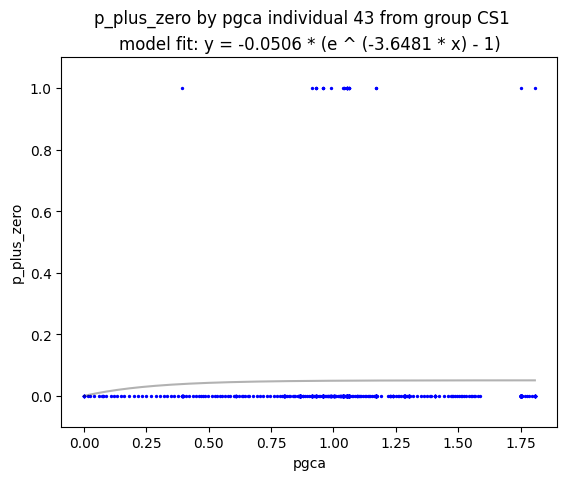 p_plus_zero by pgca individual 43 from group CS1
model fit: y = -0.0506 * (e ^ (-3.6481 * x) - 1)
1.0
0.8
0.6
0.4
0.2
0.0
p_plus_zero
0.00 0.25 0.50 0.75 1.00 1.25 1.50 1.75
pgca